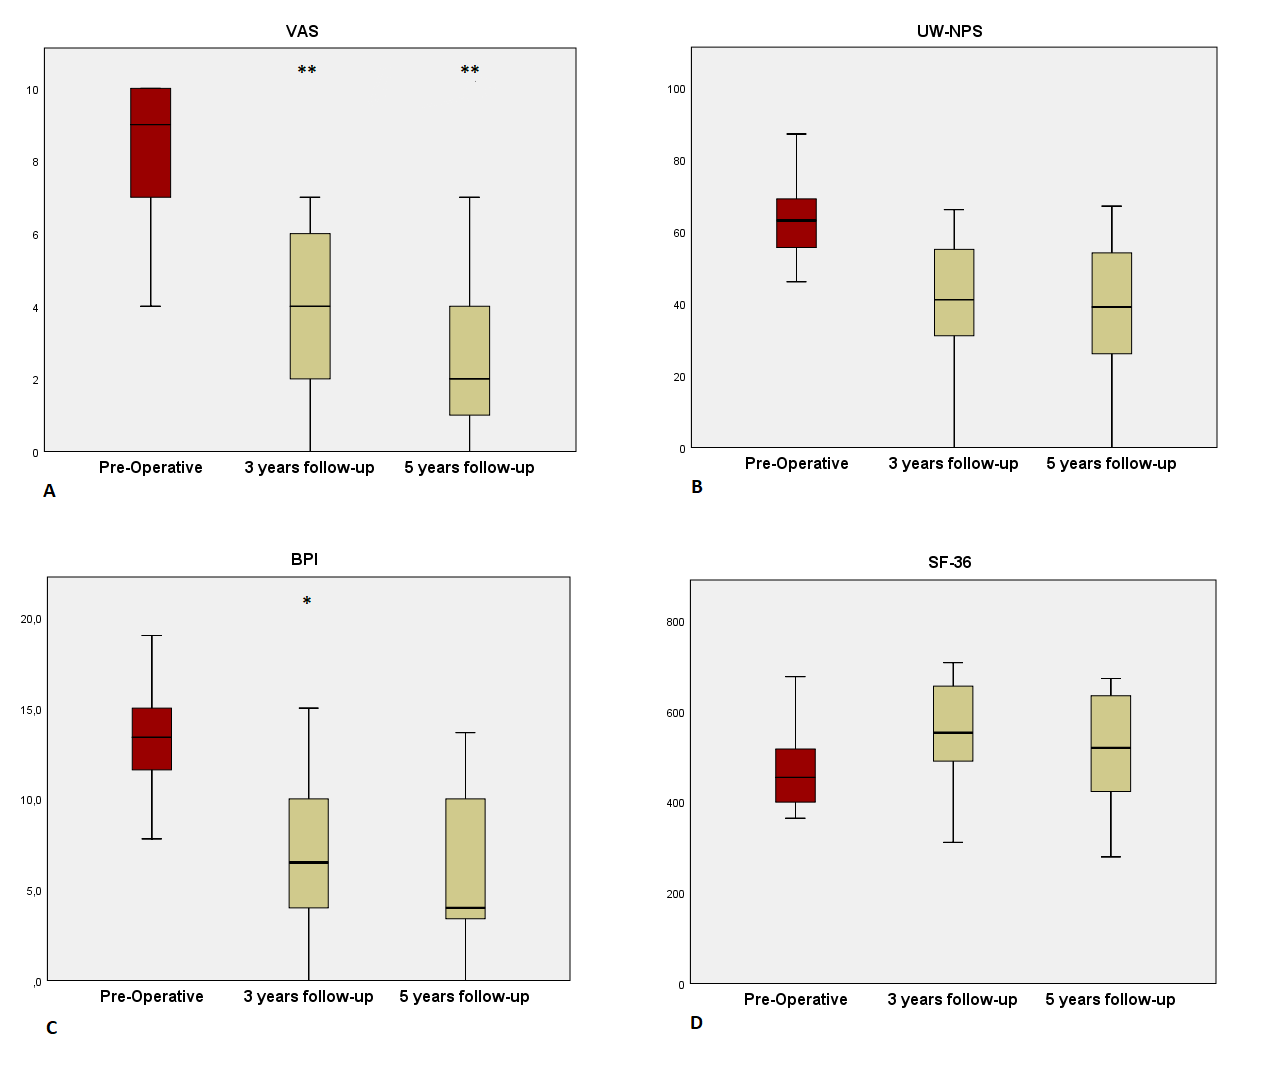 VAS
** **
10
8
6
4
2
0
Pre-Operative 3 years follow-up 5 years follow-up
A
UW-NPS
100
80
60
40
20
0
Pre-Operative 3 years follow-up 5 years follow-up
B
BPI
*
20,0
15,0
10,0
5,0
,0
Pre-Operative 3 years follow-up 5 years follow-up
C
SF-36
800
600
400
200
0
Pre-Operative 3 years follow-up 5 years follow-up
D